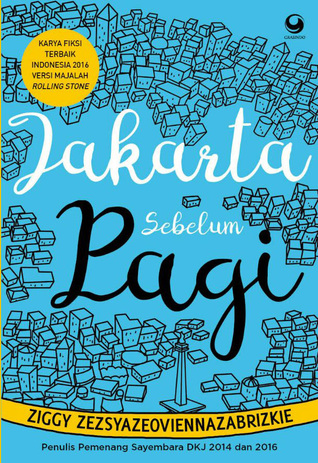 KARYA FIKSI
TERBAIK
INDONESIA 2016
VERSI MAJALAH
ROLLING STONE
GRASINDO
Jakarta
Sebelum
Pagi
ZIGGY ZEZSYAZEOVIENNAZABRIZKIE
Penulis Pemenang Sayembara DKJ 2014 dan 2016